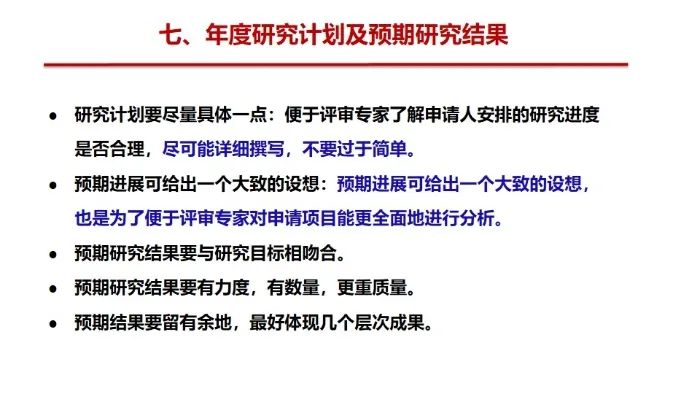 七、年度研究计划及预期研究结果
● 研究计划要尽量具体一点：便于评审专家了解申请人安排的研究进度
是否合理，尽可能详细撰写，不要过于简单。
● 预期进展可给出一个大致的设想：预期进展可给出一个大致的设想，
也是为了便于评审专家对申请项目能更全面地进行分析。
● 预期研究结果要与研究目标相吻合。
● 预期研究结果要有力度，有数量，更重质量。
● 预期结果要留有余地，最好体现几个层次成果。